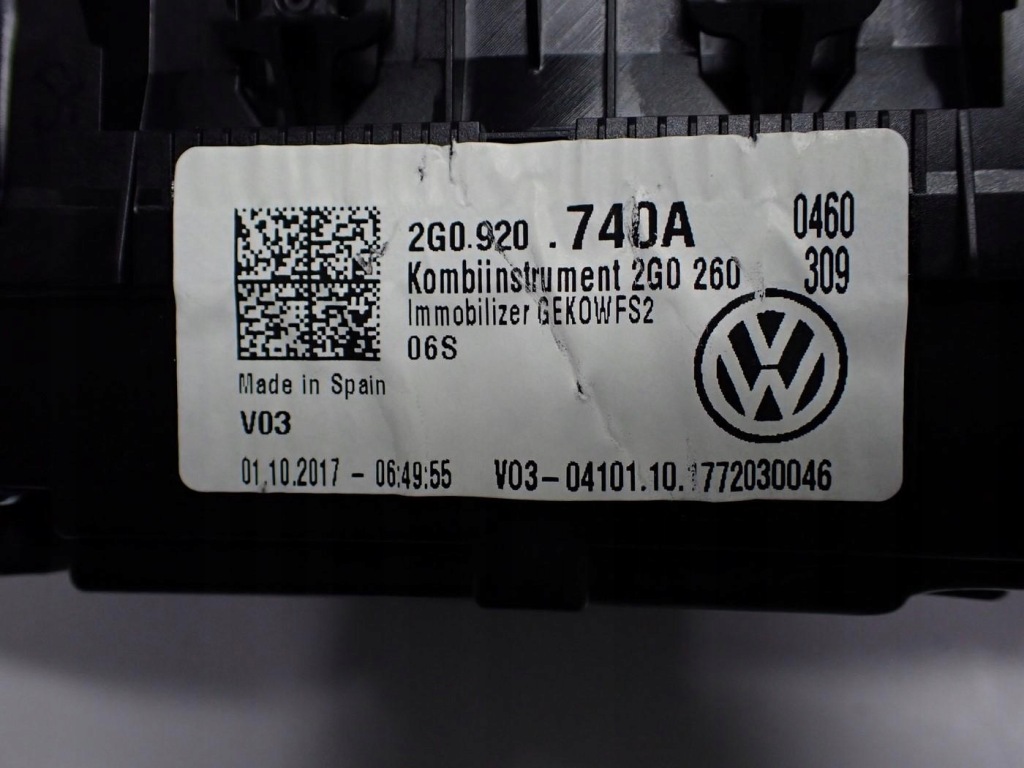 2G0.920 .740A 0460
Kombiinstrument 2G0 260 309
Immobilizer GEKOWFS2
06S
Made in Spain
V03
01.10.2017 - 06:49:55 V03-04101.10.1772030046